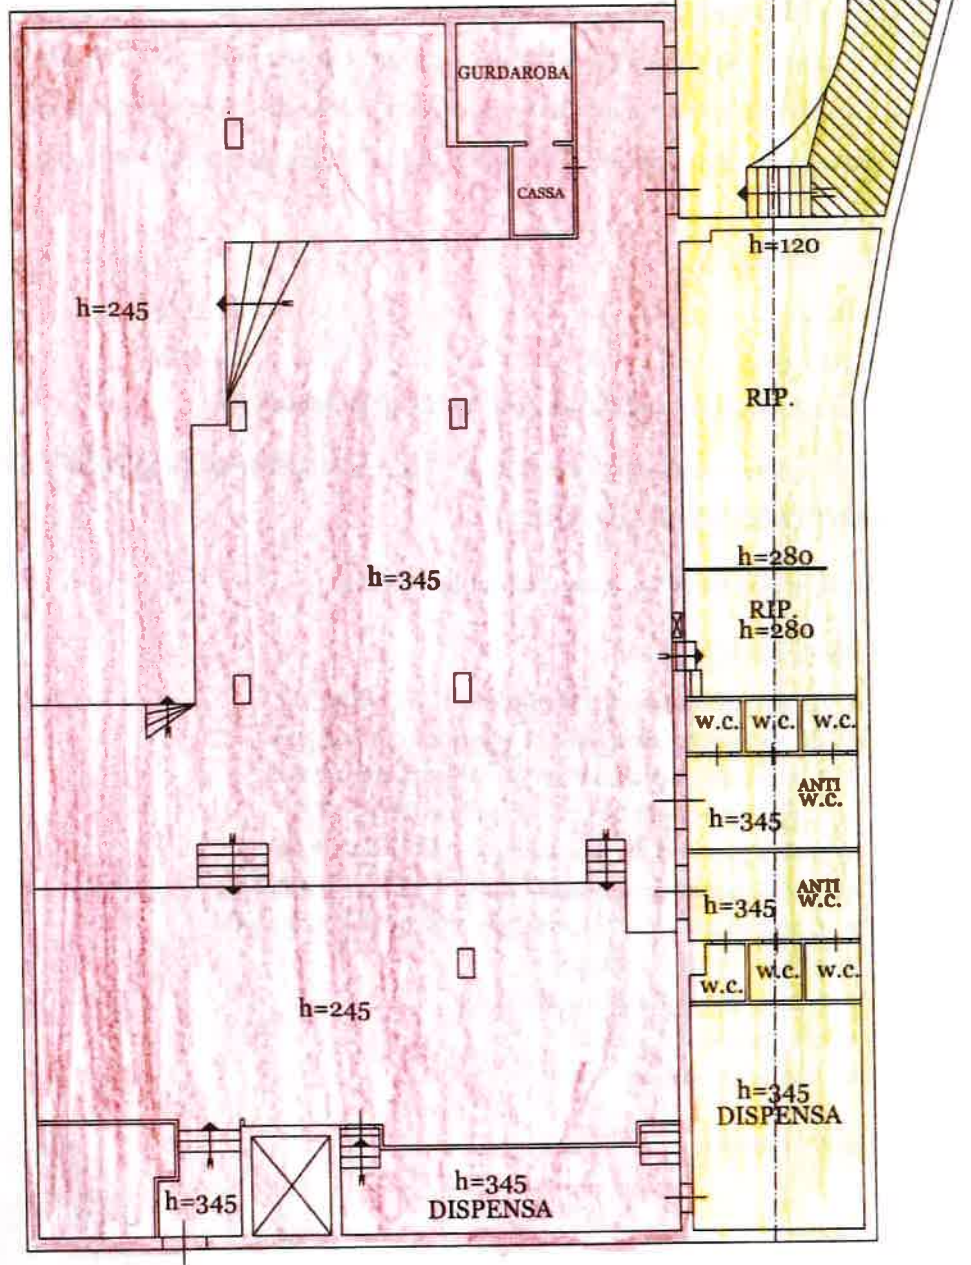 GURDAROBA
CASSA
h=120
h=245
RIP.
h=280
h=345
RIP.
h=280
w.c. w.c. w.c.
ANTI
W.C.
h=345
ANTI
W.C.
h=345
w.c. w.c. w.c.
h=245
h=345
DISPENSA
h=345
h=345
DISPENSA